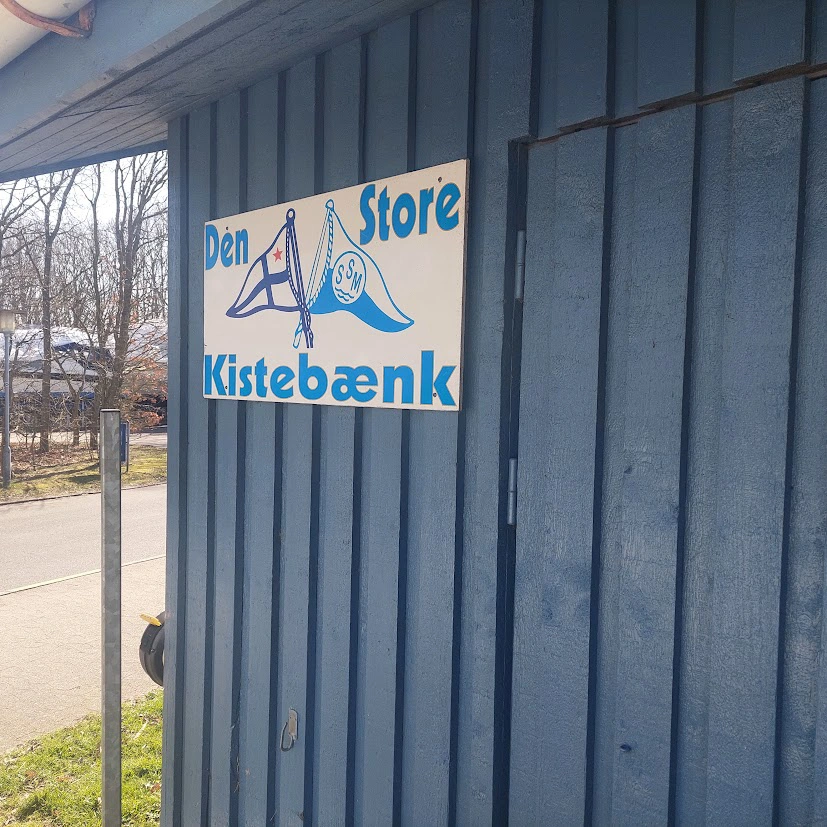 Den Store
SSM
Kistebænk